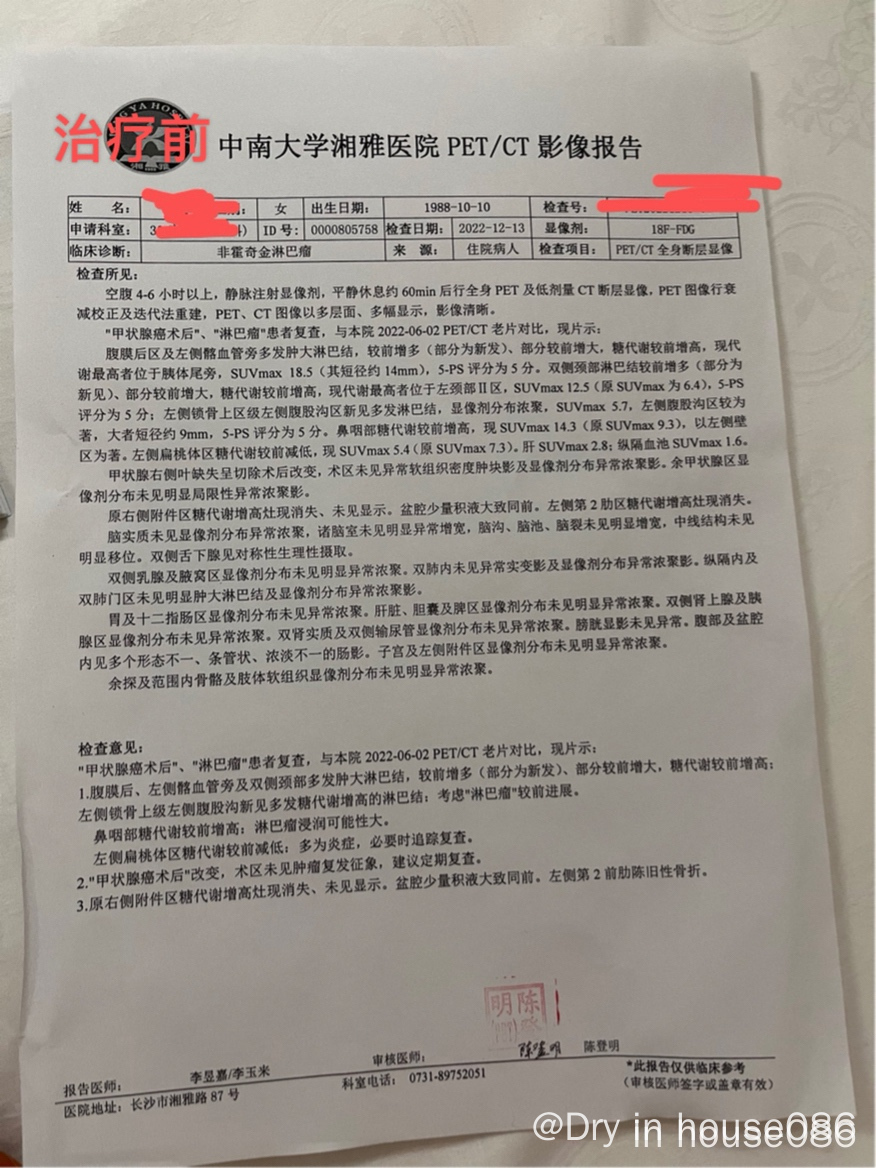 治疗前
中南大学湘雅医院 PET/CT 影像报告
姓 名: 女 出生日期: 1988-10-10 检查号:
申请科室: ID 号: 0000805758 检查日期: 2022-12-13 显像剂: 18F-FDG
临床诊断: 非霍奇金淋巴瘤 来 源: 住院病人 检查项目: PET/CT 全身断层显像
检查所见:
空腹 4-6 小时以上，静脉注射显像剂，平静休息约 60min 后行全身 PET 及低剂量 CT 断层显像，PET 图像行衰
减校正及迭代法重建，PET、CT 图像以多层面、多幅显示，影像清晰。
"甲状腺癌术后"、"淋巴瘤"患者复查，与本院 2022-06-02 PET/CT 老片对比，现片示：
腹膜后区及左侧髂血管旁多发肿大淋巴结，较前增多（部分为新发）、部分较前增大，糖代谢较前增高，现代
谢最高者位于胰体尾旁，SUVmax 18.5（其短径约 14mm），5-PS 评分为 5 分。双侧颈部淋巴结较前增多（部分为
新见）、部分较前增大，糖代谢较前增高，现代谢最高者位于左颈部Ⅱ区，SUVmax 12.5（原 SUVmax 为 6.4），5-PS
评分为 5 分；左侧锁骨上区级左侧腹股沟区新见多发淋巴结，显像剂分布浓聚，SUVmax 5.7，左侧腹股沟区较为
著，大者短径约 9mm，5-PS 评分为 5 分。鼻咽部糖代谢较前增高，现 SUVmax 14.3（原 SUVmax 9.3），以左侧壁
区为著。左侧扁桃体区糖代谢较前减低，现 SUVmax 5.4（原 SUVmax 7.3）。肝 SUVmax 2.8；纵隔血池 SUVmax 1.6。
甲状腺右侧叶缺失呈切除术后改变，术区未见异常软组织密度肿块影及显像剂分布异常浓聚影。余甲状腺区显
像剂分布未见明显局限性异常浓聚影。
原右侧附件区糖代谢增高灶现消失、未见显示。盆腔少量积液大致同前。左侧第 2 肋区糖代谢增高灶现消失。
脑实质未见显像剂分布异常浓聚，诸脑室未见明显异常增宽，脑沟、脑池、脑裂未见明显增宽，中线结构未见
明显移位。双侧舌下腺见对称性生理性摄取。
双侧乳腺及腋窝区显像剂分布未见明显异常浓聚。双肺内未见异常实变影及显像剂分布异常浓聚影。纵隔内及
双肺门区未见明显肿大淋巴结及显像剂分布异常浓聚影。
胃及十二指肠区显像剂分布未见异常浓聚。肝脏、胆囊及脾区显像剂分布未见明显异常浓聚。双侧肾上腺及胰
腺区显像剂分布未见异常浓聚。双肾实质及双侧输尿管显像剂分布未见异常浓聚。膀胱显影未见异常。腹部及盆腔
内见多个形态不一、条管状、浓淡不一的肠影。子宫及左侧附件区显像剂分布未见明显异常浓聚。
余探及范围内骨骼及肢体软组织显像剂分布未见明显异常浓聚。
检查意见:
"甲状腺癌术后"、"淋巴瘤"患者复查，与本院 2022-06-02 PET/CT 老片对比，现片示：
1.腹膜后、左侧髂血管旁及双侧颈部多发肿大淋巴结，较前增多（部分为新发）、部分较前增大，糖代谢较前增高；
左侧锁骨上级左侧腹股沟新见多发糖代谢增高的淋巴结：考虑"淋巴瘤"较前进展。
鼻咽部糖代谢较前增高：淋巴瘤浸润可能性大。
左侧扁桃体区糖代谢较前减低：多为炎症，必要时追踪复查。
2."甲状腺癌术后"改变，术区未见肿瘤复发征象，建议定期复查。
3.原右侧附件区糖代谢增高灶现消失、未见显示。盆腔少量积液大致同前。左侧第 2 前肋陈旧性骨折。
报告医师: 李昱嘉/李玉米 审核医师: 陈登明
医院地址: 长沙市湘雅路 87 号 科室电话: 0731-89752051
*此报告仅供临床参考
（审核医师签字或盖章有效）
@Dry in house086